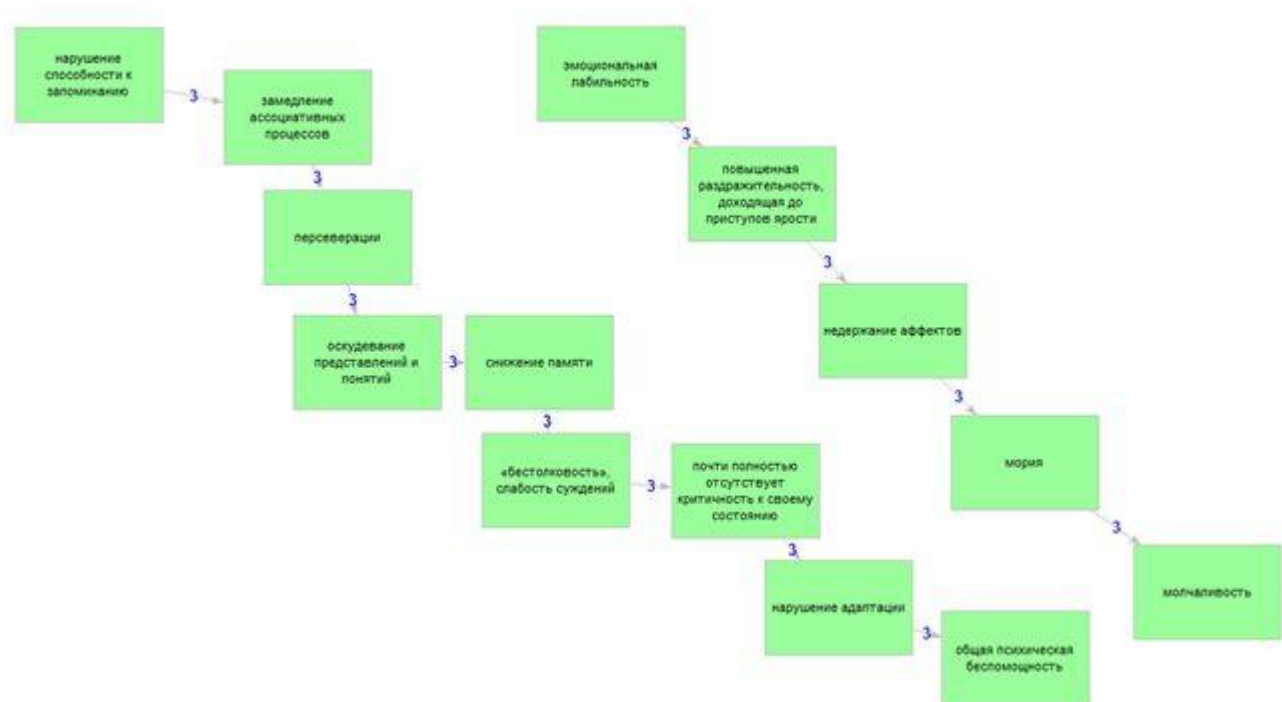 нарушение
способности к
запоминанию
3
замедление
ассоциативных
процессов
3
персеверации
3
оскудевание
представлений и
понятий
3
снижение памяти
3
«бестолковость»,
слабость суждений
3
почти полностью
отсутствует
критичность к своему
состоянию
3
нарушение адаптации
3
общая психическая
беспомощность
эмоциональная
лабильность
3
повышенная
раздражительность,
доходящая до
приступов ярости
3
недержание аффектов
3
мория
3
молчаливость